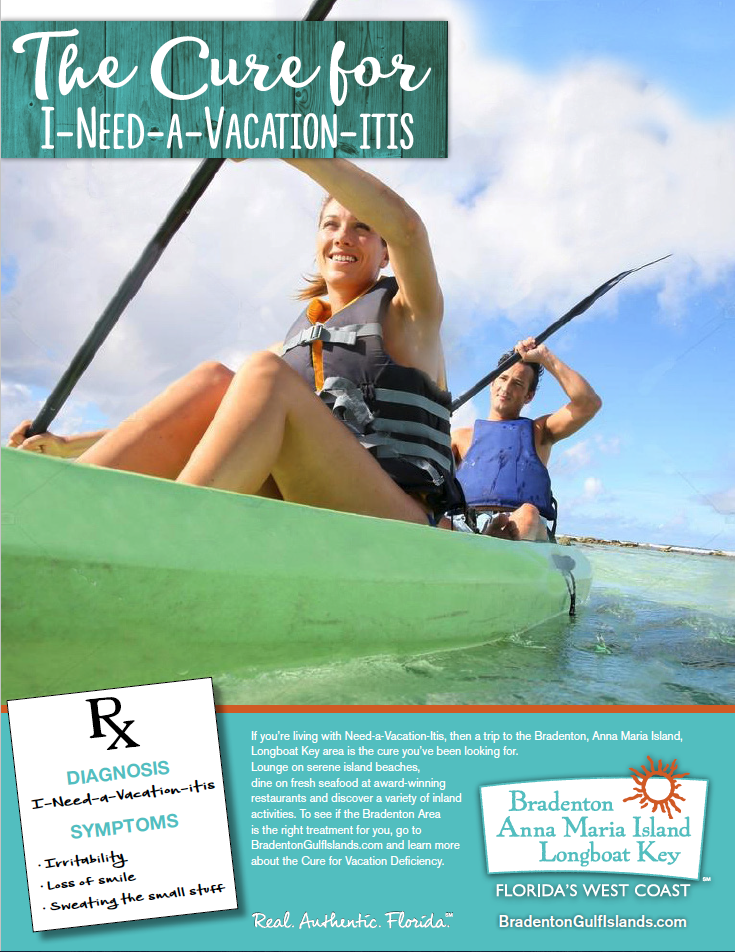 The Cure for
I-Need-a-Vacation-itis
Rx
DIAGNOSIS
I-Need-a-Vacation-itis
SYMPTOMS
· Irritability
· Loss of smile
· Sweating the small stuff
If you're living with Need-a-Vacation-Itis, then a trip to the Bradenton, Anna Maria Island,
Longboat Key area is the cure you've been looking for.
Lounge on serene island beaches,
dine on fresh seafood at award-winning
restaurants and discover a variety of inland
activities. To see if the Bradenton Area
is the right treatment for you, go to
BradentonGulfIslands.com and learn more
about the Cure for Vacation Deficiency.
Real. Authentic. Florida.℠
Bradenton
Anna Maria Island
Longboat Key
℠
FLORIDA'S WEST COAST
BradentonGulfIslands.com